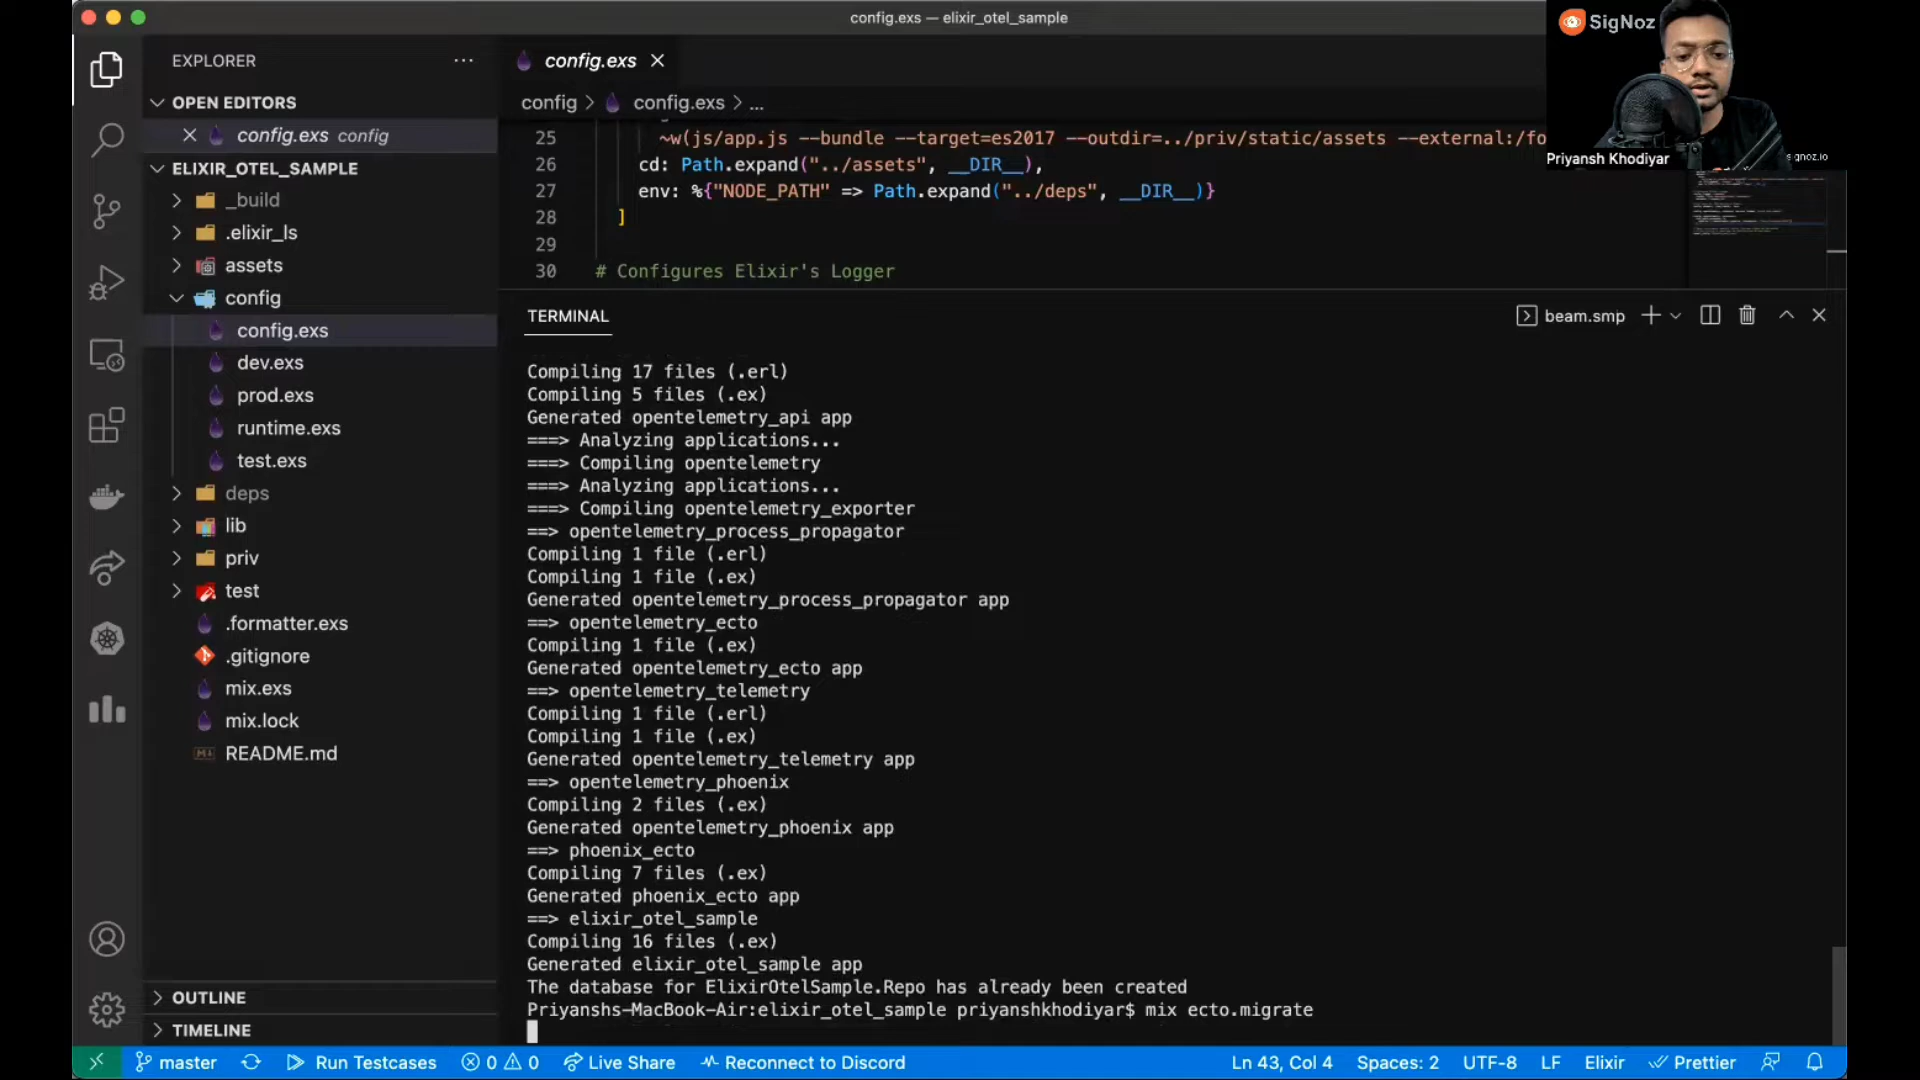 config.exs — elixir_otel_sample
SigNoz
Priyansh Khodiyar
EXPLORER
config.exs
OPEN EDITORS
config.exs config
config > config.exs > ...
ELIXIR_OTEL_SAMPLE
_build
.elixir_ls
assets
config
config.exs
dev.exs
prod.exs
runtime.exs
test.exs
deps
lib
priv
test
.formatter.exs
.gitignore
mix.exs
mix.lock
README.md
OUTLINE
TIMELINE
25 ~w(js/app.js --bundle --target=es2017 --outdir=../priv/static/assets --external:/fo
26 cd: Path.expand("../assets", __DIR__),
27 env: %{"NODE_PATH" => Path.expand("../deps", __DIR__)}
28 ]
29
30 # Configures Elixir's Logger
TERMINAL
beam.smp
Compiling 17 files (.erl)
Compiling 5 files (.ex)
Generated opentelemetry_api app
===> Analyzing applications...
===> Compiling opentelemetry
===> Analyzing applications...
===> Compiling opentelemetry_exporter
==> opentelemetry_process_propagator
Compiling 1 file (.erl)
Compiling 1 file (.ex)
Generated opentelemetry_process_propagator app
==> opentelemetry_ecto
Compiling 1 file (.ex)
Generated opentelemetry_ecto app
==> opentelemetry_telemetry
Compiling 1 file (.erl)
Compiling 1 file (.ex)
Generated opentelemetry_telemetry app
==> opentelemetry_phoenix
Compiling 2 files (.ex)
Generated opentelemetry_phoenix app
==> phoenix_ecto
Compiling 7 files (.ex)
Generated phoenix_ecto app
==> elixir_otel_sample
Compiling 16 files (.ex)
Generated elixir_otel_sample app
The database for ElixirOtelSample.Repo has already been created
Priyanshs-MacBook-Air:elixir_otel_sample priyanshkhodiyar$ mix ecto.migrate
master
Run Testcases
0 0
Live Share
Reconnect to Discord
Ln 43, Col 4
Spaces: 2
UTF-8
LF
Elixir
Prettier